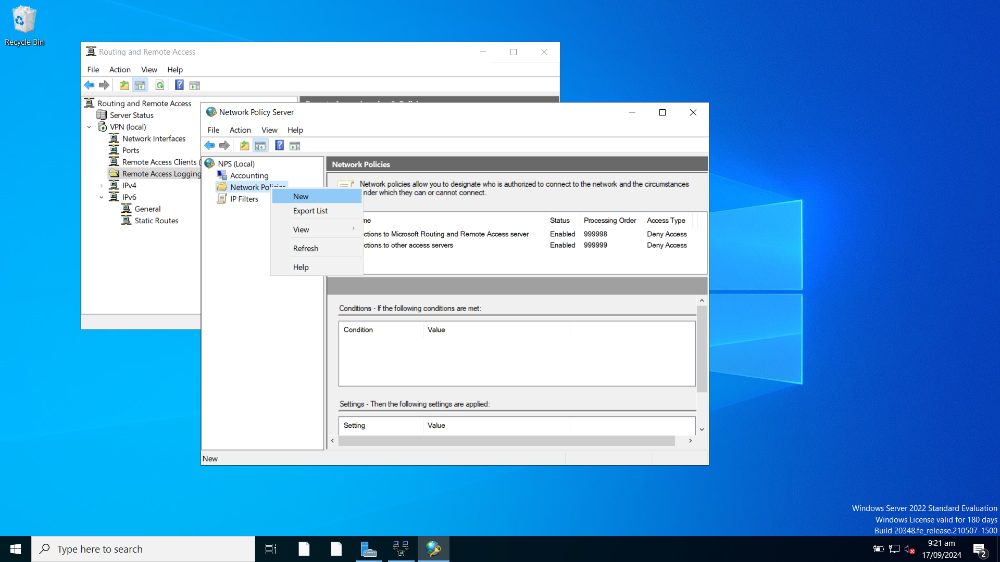 Recycle Bin
Routing and Remote Access
File Action View Help
Routing and Remote Access
Server Status
VPN (local)
Network Interfaces
Ports
Remote Access Clients (
Remote Access Logging
IPv4
IPv6
General
Static Routes
Network Policy Server
File Action View Help
NPS (Local)
Accounting
Network Policies
IP Filters
New
Export List
View
Refresh
Help
Network Policies
Network policies allow you to designate who is authorized to connect to the network and the circumstances
nder which they can or cannot connect.
me Status Processing Order Access Type
ctions to Microsoft Routing and Remote Access server Enabled 999998 Deny Access
ctions to other access servers Enabled 999999 Deny Access
Conditions - If the following conditions are met:
Condition Value
Settings - Then the following settings are applied:
Setting Value
New
Windows Server 2022 Standard Evaluation
Windows License valid for 180 days
Build 20348.fe_release.210507-1500
Type here to search
9:21 am
17/09/2024
2